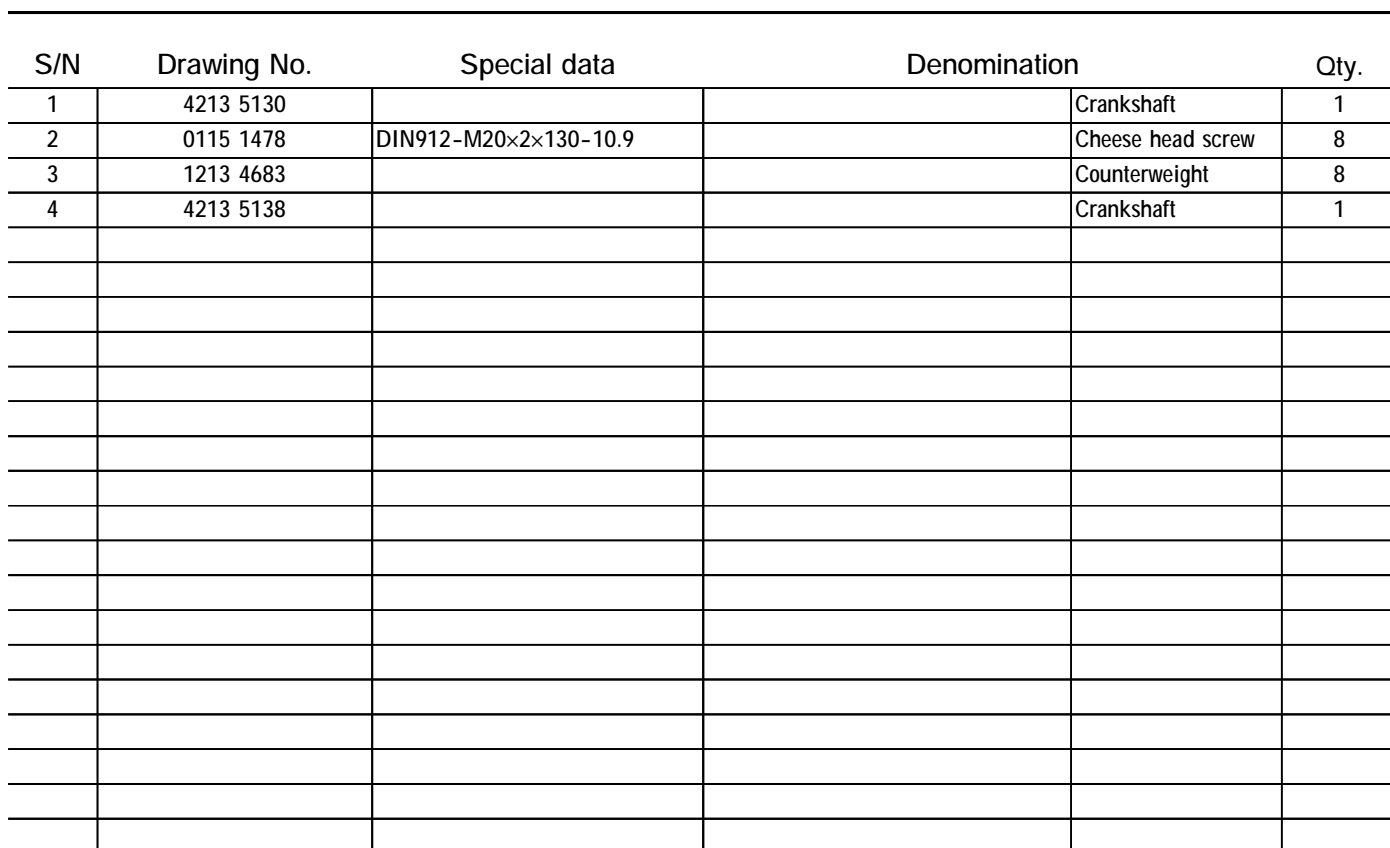 S/N Drawing No. Special data Denomination Qty.
1 4213 5130 Crankshaft 1
2 0115 1478 DIN912-M20×2×130-10.9 Cheese head screw 8
3 1213 4683 Counterweight 8
4 4213 5138 Crankshaft 1